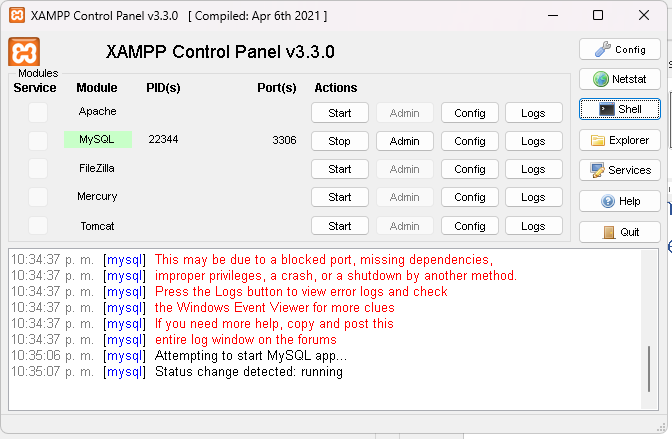 XAMPP Control Panel v3.3.0 [ Compiled: Apr 6th 2021 ]
XAMPP Control Panel v3.3.0
Config
Modules
Service Module PID(s) Port(s) Actions
Netstat
Apache Start Admin Config Logs
Shell
MySQL 22344 3306 Stop Admin Config Logs
Explorer
FileZilla Start Admin Config Logs
Services
Mercury Start Admin Config Logs
Help
Tomcat Start Admin Config Logs
Quit
10:34:37 p. m. [mysql] This may be due to a blocked port, missing dependencies,
10:34:37 p. m. [mysql] improper privileges, a crash, or a shutdown by another method.
10:34:37 p. m. [mysql] Press the Logs button to view error logs and check
10:34:37 p. m. [mysql] the Windows Event Viewer for more clues
10:34:37 p. m. [mysql] If you need more help, copy and post this
10:34:37 p. m. [mysql] entire log window on the forums
10:35:06 p. m. [mysql] Attempting to start MySQL app...
10:35:07 p. m. [mysql] Status change detected: running